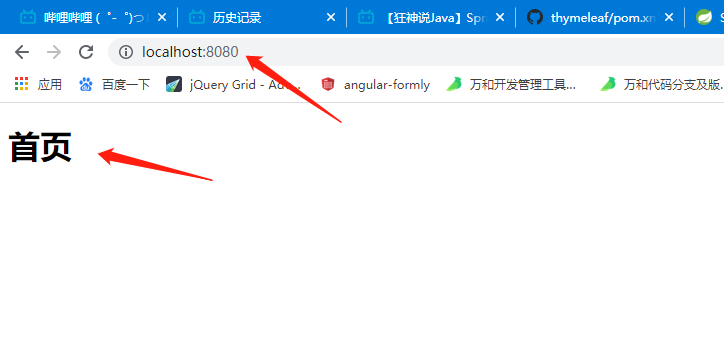 哔哩哔哩 ( ゜- ゜)つ 历史记录 【狂神说Java】Spri thymeleaf/pom.xm S
localhost:8080
应用 百度一下 jQuery Grid - Ad... angular-formly 万和开发管理工具... 万和代码分支及版...
首页